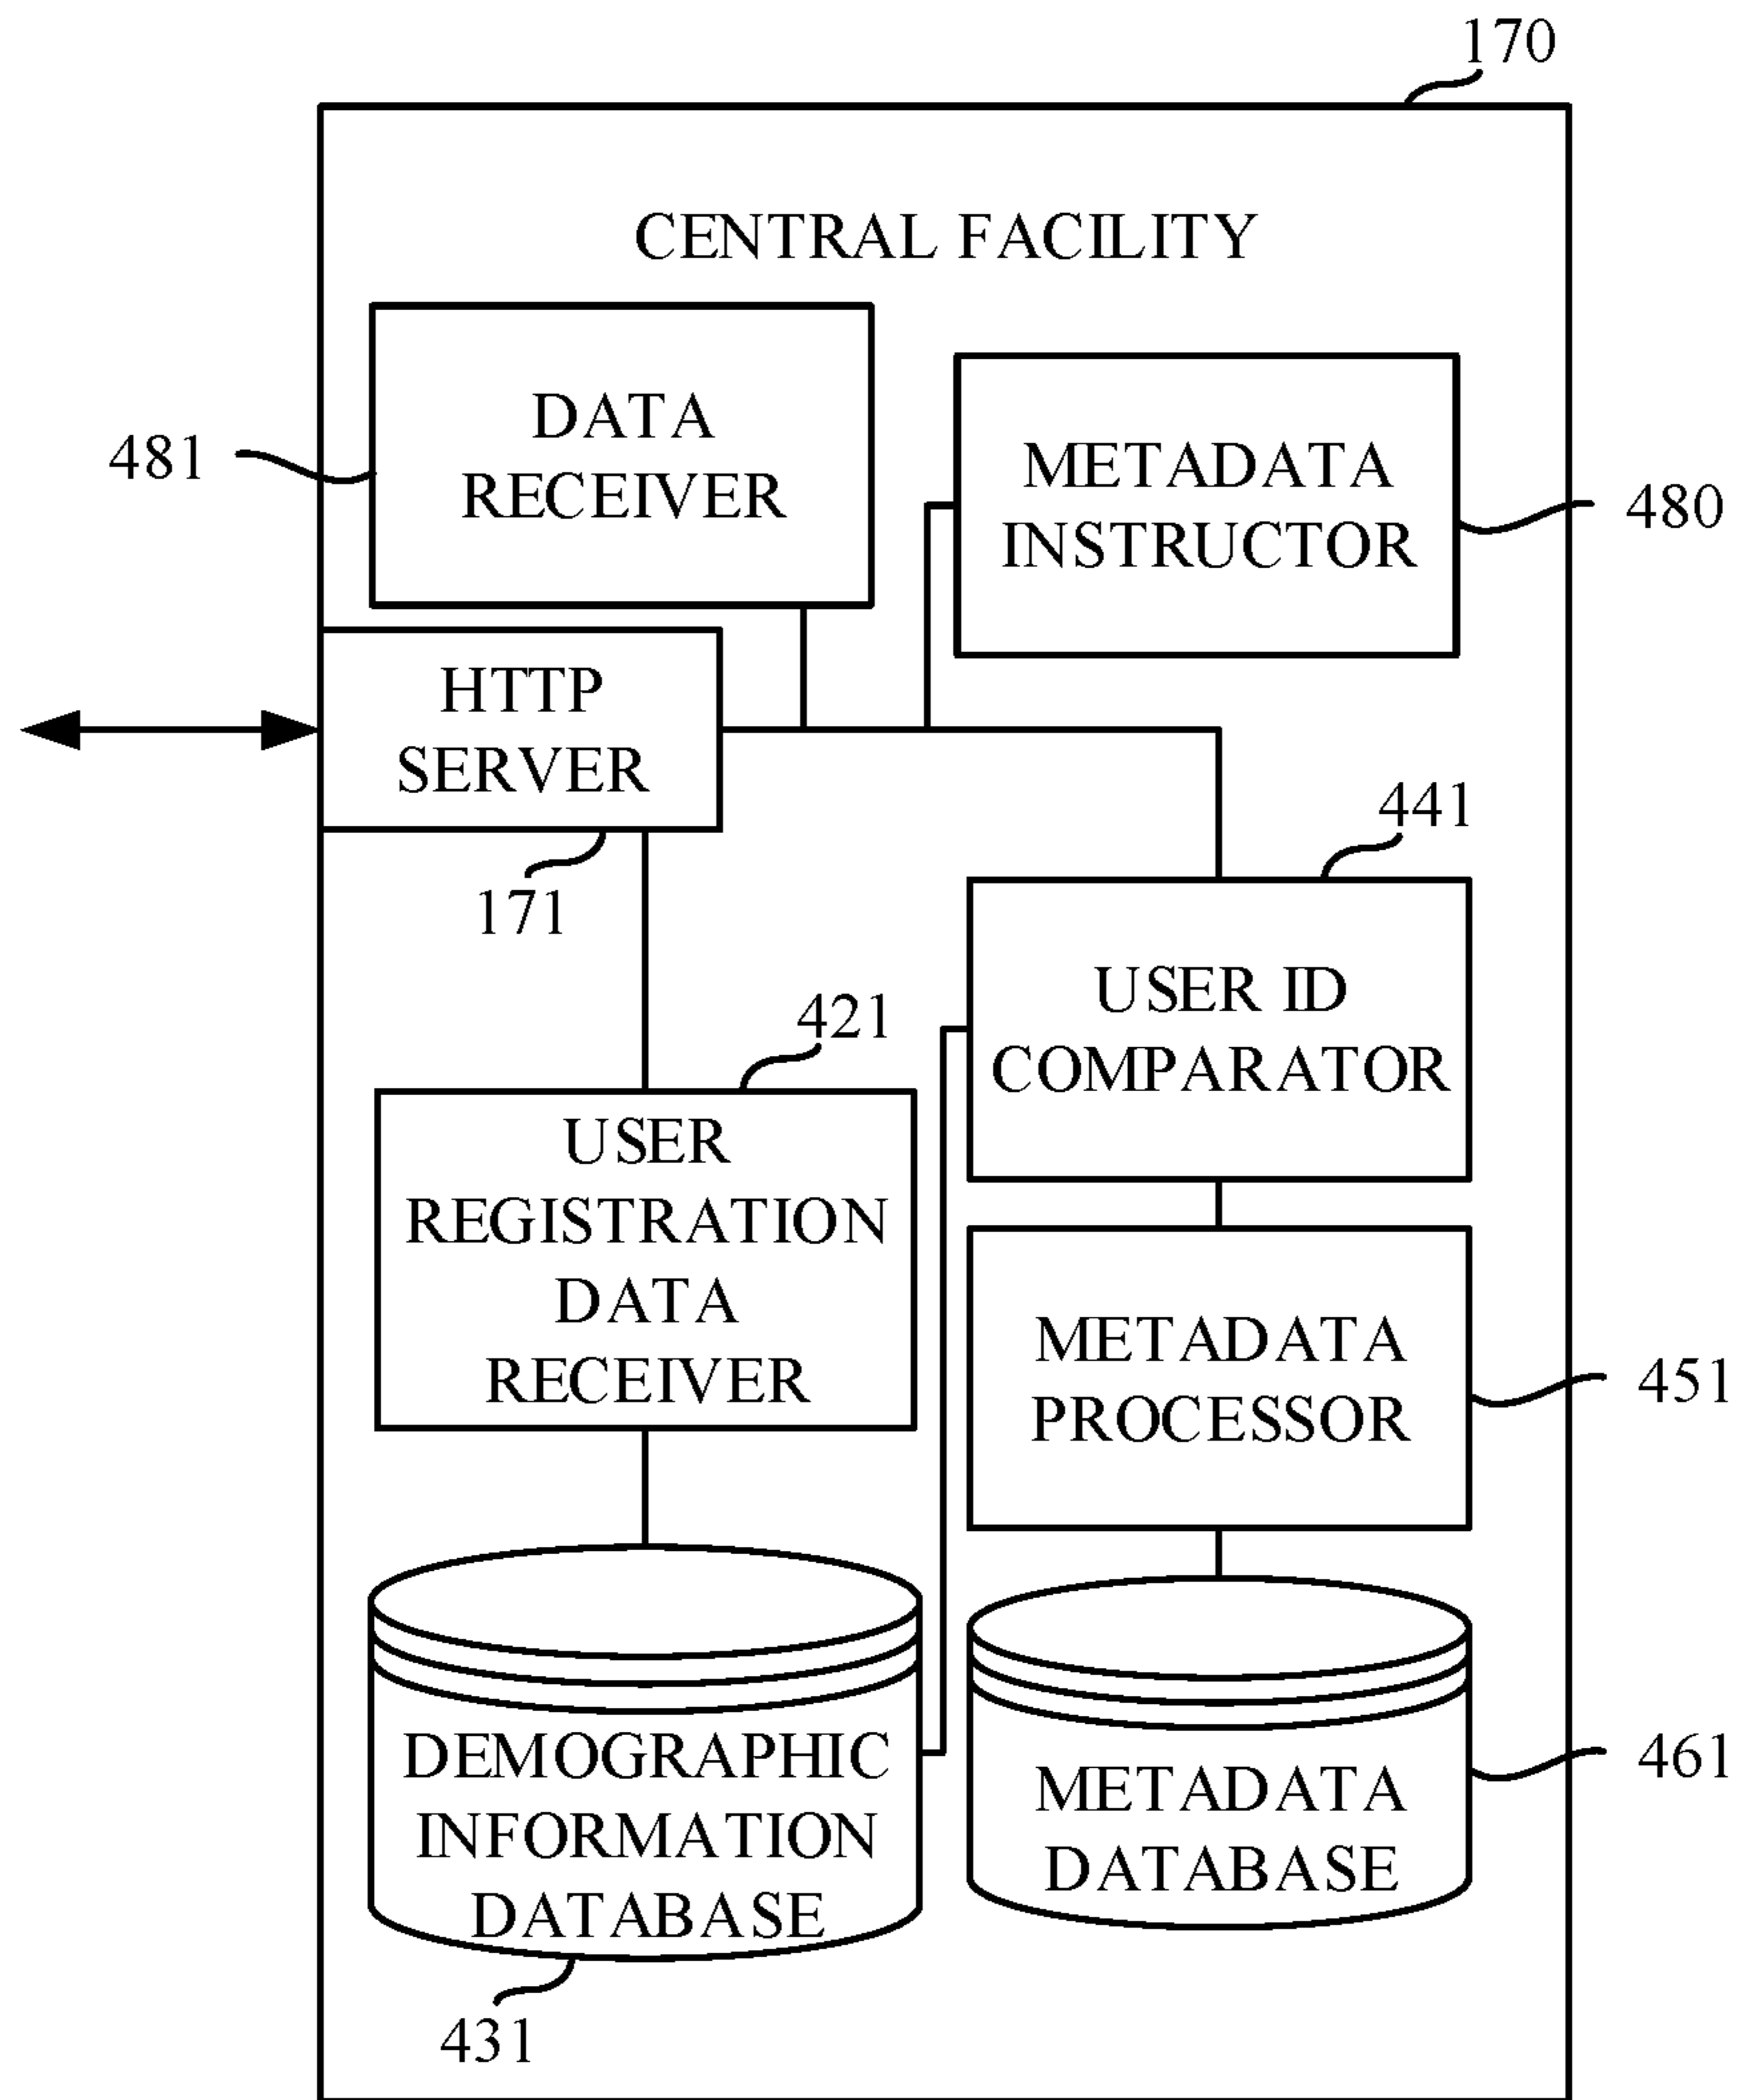 170
CENTRAL FACILITY
DATA
RECEIVER
481
METADATA
INSTRUCTOR
480
HTTP
SERVER
171
441
USER ID
COMPARATOR
421
USER
REGISTRATION
DATA
RECEIVER
METADATA
PROCESSOR
451
DEMOGRAPHIC
INFORMATION
DATABASE
431
METADATA
DATABASE
461